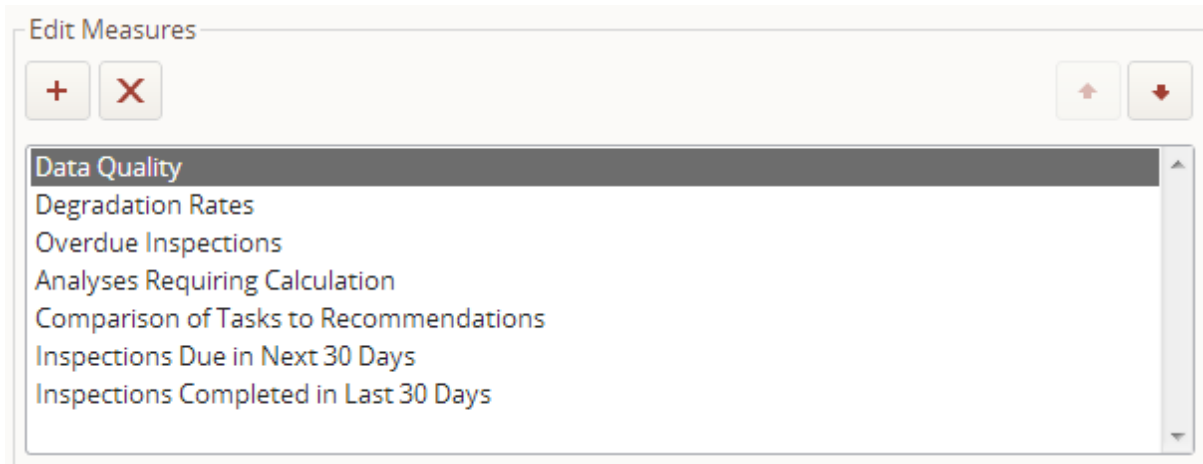 Edit Measures
Data Quality
Degradation Rates
Overdue Inspections
Analyses Requiring Calculation
Comparison of Tasks to Recommendations
Inspections Due in Next 30 Days
Inspections Completed in Last 30 Days